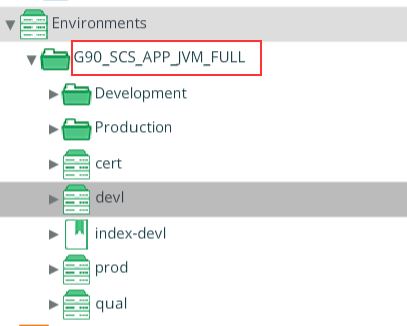 Environments
G90_SCS_APP_JVM_FULL
Development
Production
cert
devl
index-devl
prod
qual